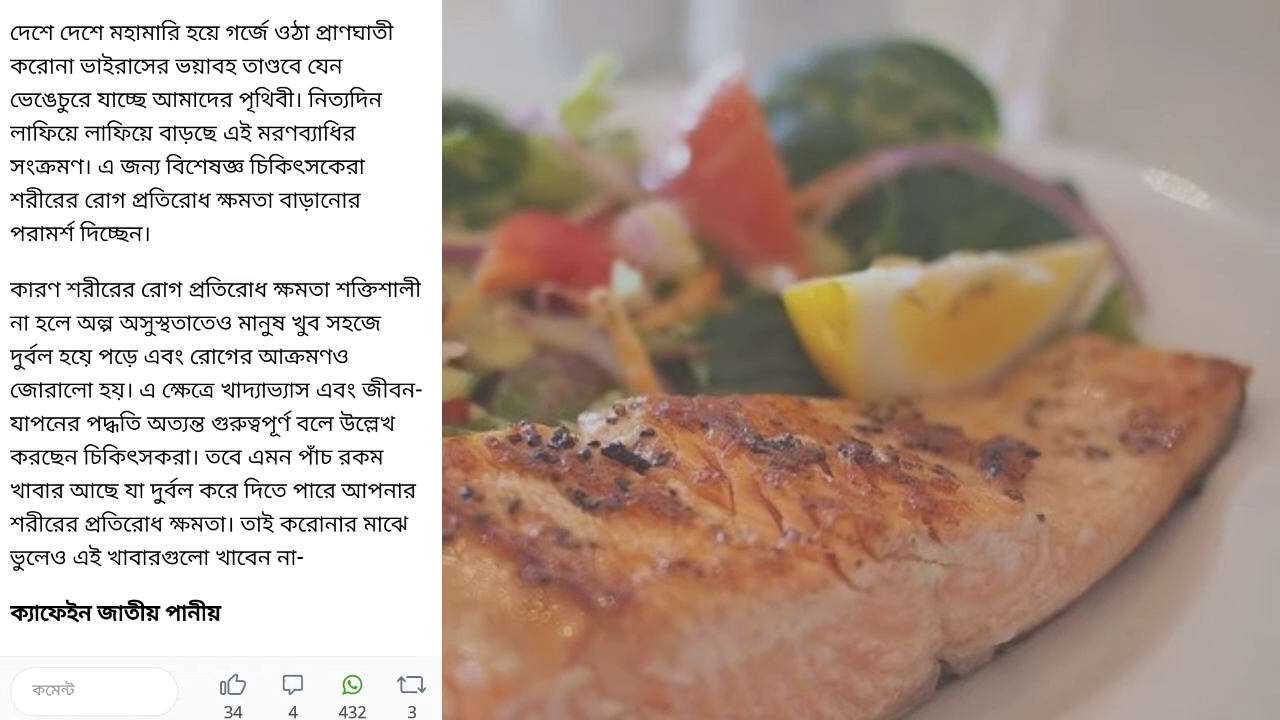 দেশে দেশে মহামারি হয়ে গর্জে ওঠা প্রাণঘাতী
করোনা ভাইরাসের ভয়াবহ তাণ্ডবে যেন
ভেঙেচুরে যাচ্ছে আমাদের পৃথিবী। নিত্যদিন
লাফিয়ে লাফিয়ে বাড়ছে এই মরণব্যাধির
সংক্রমণ। এ জন্য বিশেষজ্ঞ চিকিৎসকেরা
শরীরের রোগ প্রতিরোধ ক্ষমতা বাড়ানোর
পরামর্শ দিচ্ছেন।
কারণ শরীরের রোগ প্রতিরোধ ক্ষমতা শক্তিশালী
না হলে অল্প অসুস্থতাতেও মানুষ খুব সহজে
দুর্বল হয়ে পড়ে এবং রোগের আক্রমণও
জোরালো হয়। এ ক্ষেত্রে খাদ্যাভ্যাস এবং জীবন-
যাপনের পদ্ধতি অত্যন্ত গুরুত্বপূর্ণ বলে উল্লেখ
করছেন চিকিৎসকরা। তবে এমন পাঁচ রকম
খাবার আছে যা দুর্বল করে দিতে পারে আপনার
শরীরের প্রতিরোধ ক্ষমতা। তাই করোনার মাঝে
ভুলেও এই খাবারগুলো খাবেন না-
ক্যাফেইন জাতীয় পানীয়
কমেন্ট
34 4 432 3